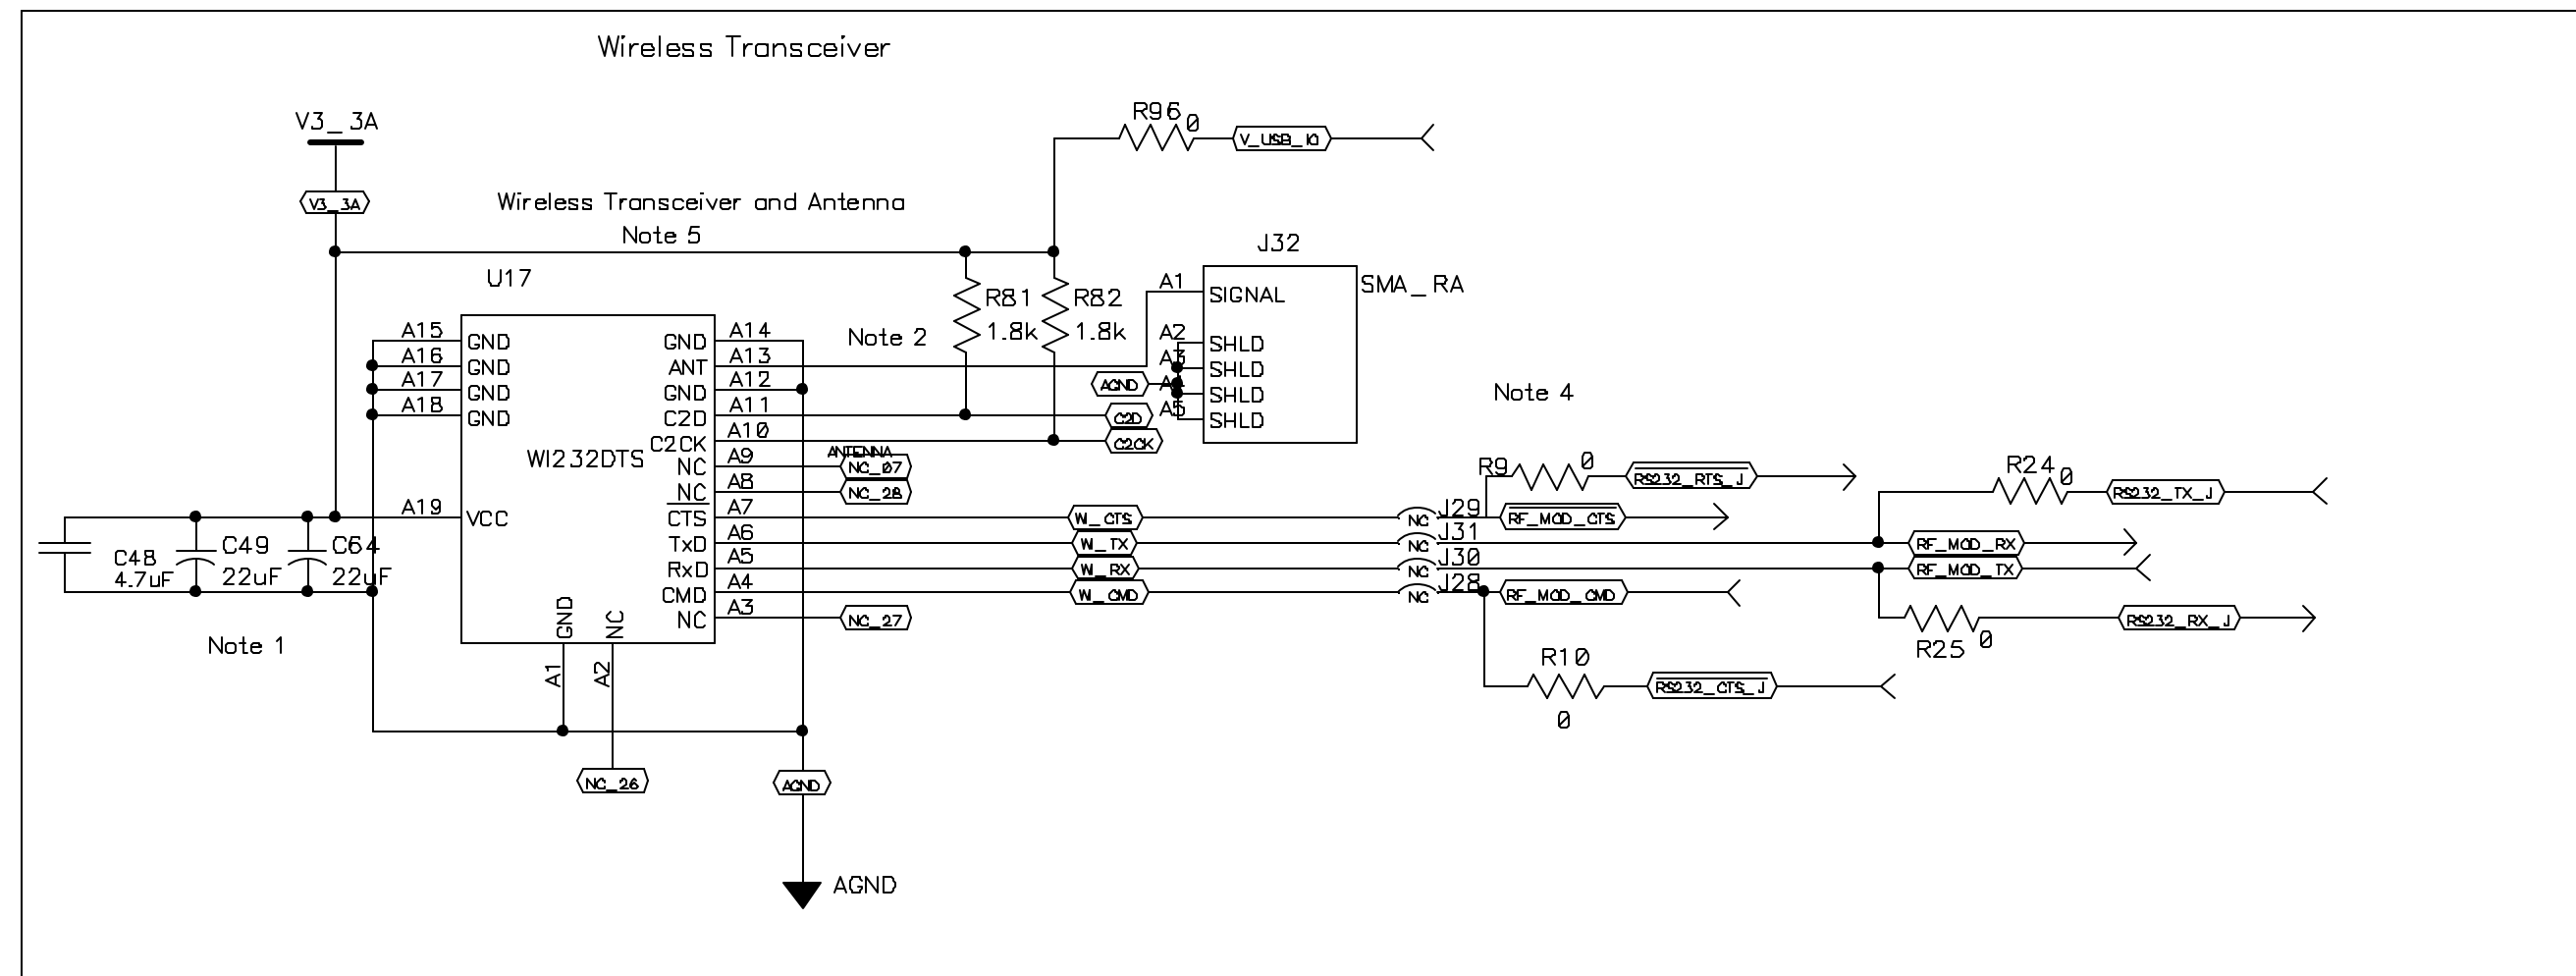 Wireless Transceiver
R96
0
V_USB_IO
V3_3A
V3_3A
Wireless Transceiver and Antenna
Note 5
J32
SMA_RA
A1
SIGNAL
A2
SHLD
A3
SHLD
AGND
SHLD
A5
SHLD
U17
R81
1.8k
R82
1.8k
Note 2
Note 4
A15
GND
A16
GND
A17
GND
A18
GND
GND
A14
ANT
A13
GND
A12
C2D
A11
C2D
C2CK
A10
C2CK
WI232DTS
ANTENNA
NC
A9
NC_07
NC
A8
NC_28
A19
VCC
CTS
A7
W_CTS
NC
J29
RF_MOD_CTS
TxD
A6
W_TX
NC
J31
RF_MOD_RX
RxD
A5
W_RX
NC
J30
RF_MOD_TX
CMD
A4
W_CMD
NC
J28
RF_MOD_CMD
NC
A3
NC_27
R9
0
RS232_RTS_J
R24
0
RS232_TX_J
R25
0
RS232_RX_J
R10
0
RS232_CTS_J
C48
4.7uF
C49
22uF
22uF
Note 1
GND
NC
A1
A2
NC_26
AGND
AGND